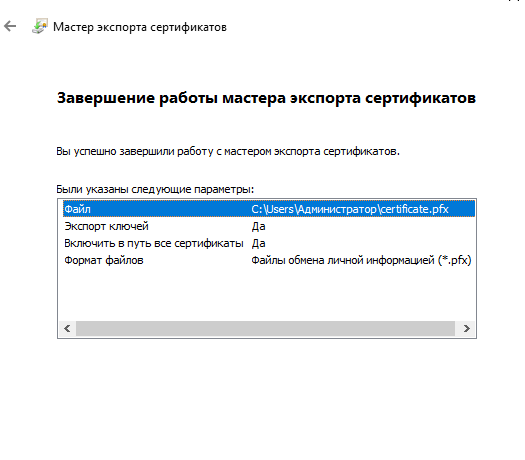 Мастер экспорта сертификатов
Завершение работы мастера экспорта сертификатов
Вы успешно завершили работу с мастером экспорта сертификатов.
Были указаны следующие параметры:
Файл C:\Users\Администратор\certificate.pfx
Экспорт ключей Да
Включить в путь все сертификаты Да
Формат файлов Файлы обмена личной информацией (*.pfx)